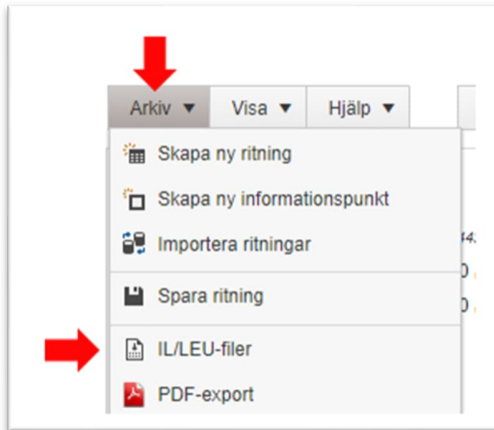 Arkiv Visa Hjälp
Skapa ny ritning
Skapa ny informationspunkt
Importera ritningar
Spara ritning
IL/LEU-filer
PDF-export